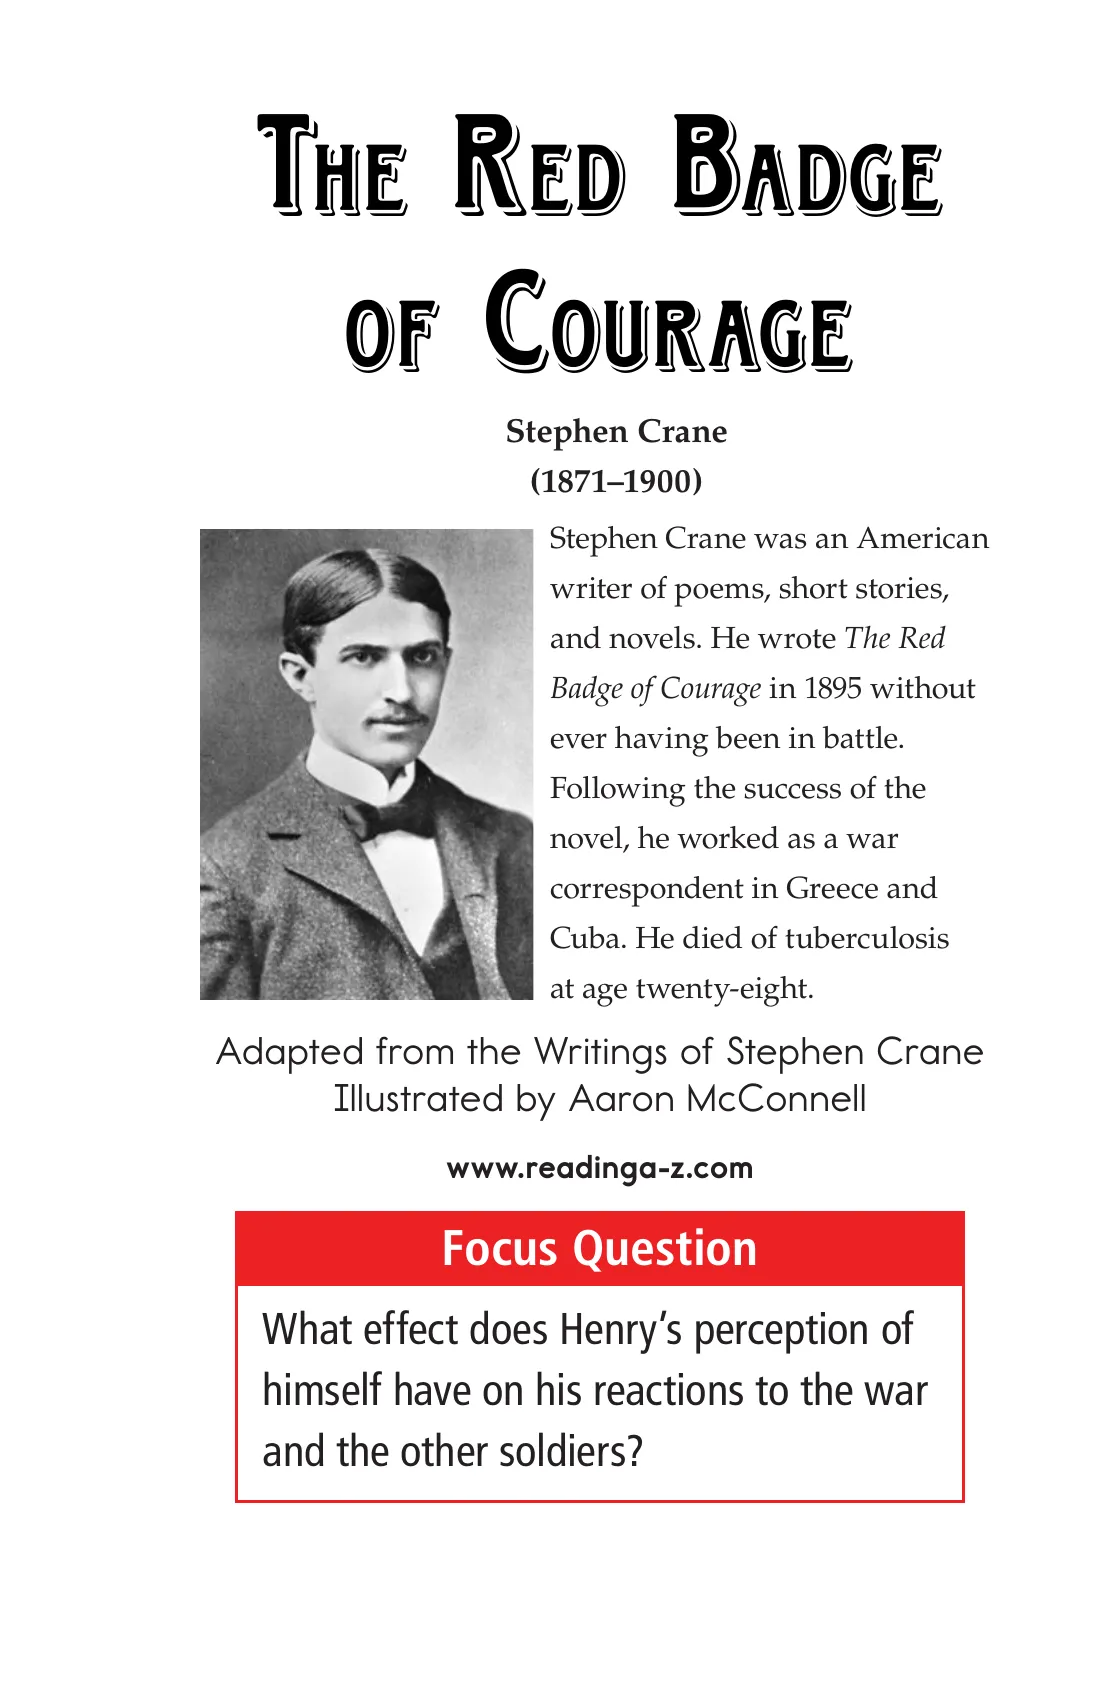 The Red Badge
of Courage
Stephen Crane
(1871–1900)
Stephen Crane was an American
writer of poems, short stories,
and novels. He wrote The Red
Badge of Courage in 1895 without
ever having been in battle.
Following the success of the
novel, he worked as a war
correspondent in Greece and
Cuba. He died of tuberculosis
at age twenty-eight.
Adapted from the Writings of Stephen Crane
Illustrated by Aaron McConnell
www.readinga-z.com
Focus Question
What effect does Henry’s perception of
himself have on his reactions to the war
and the other soldiers?